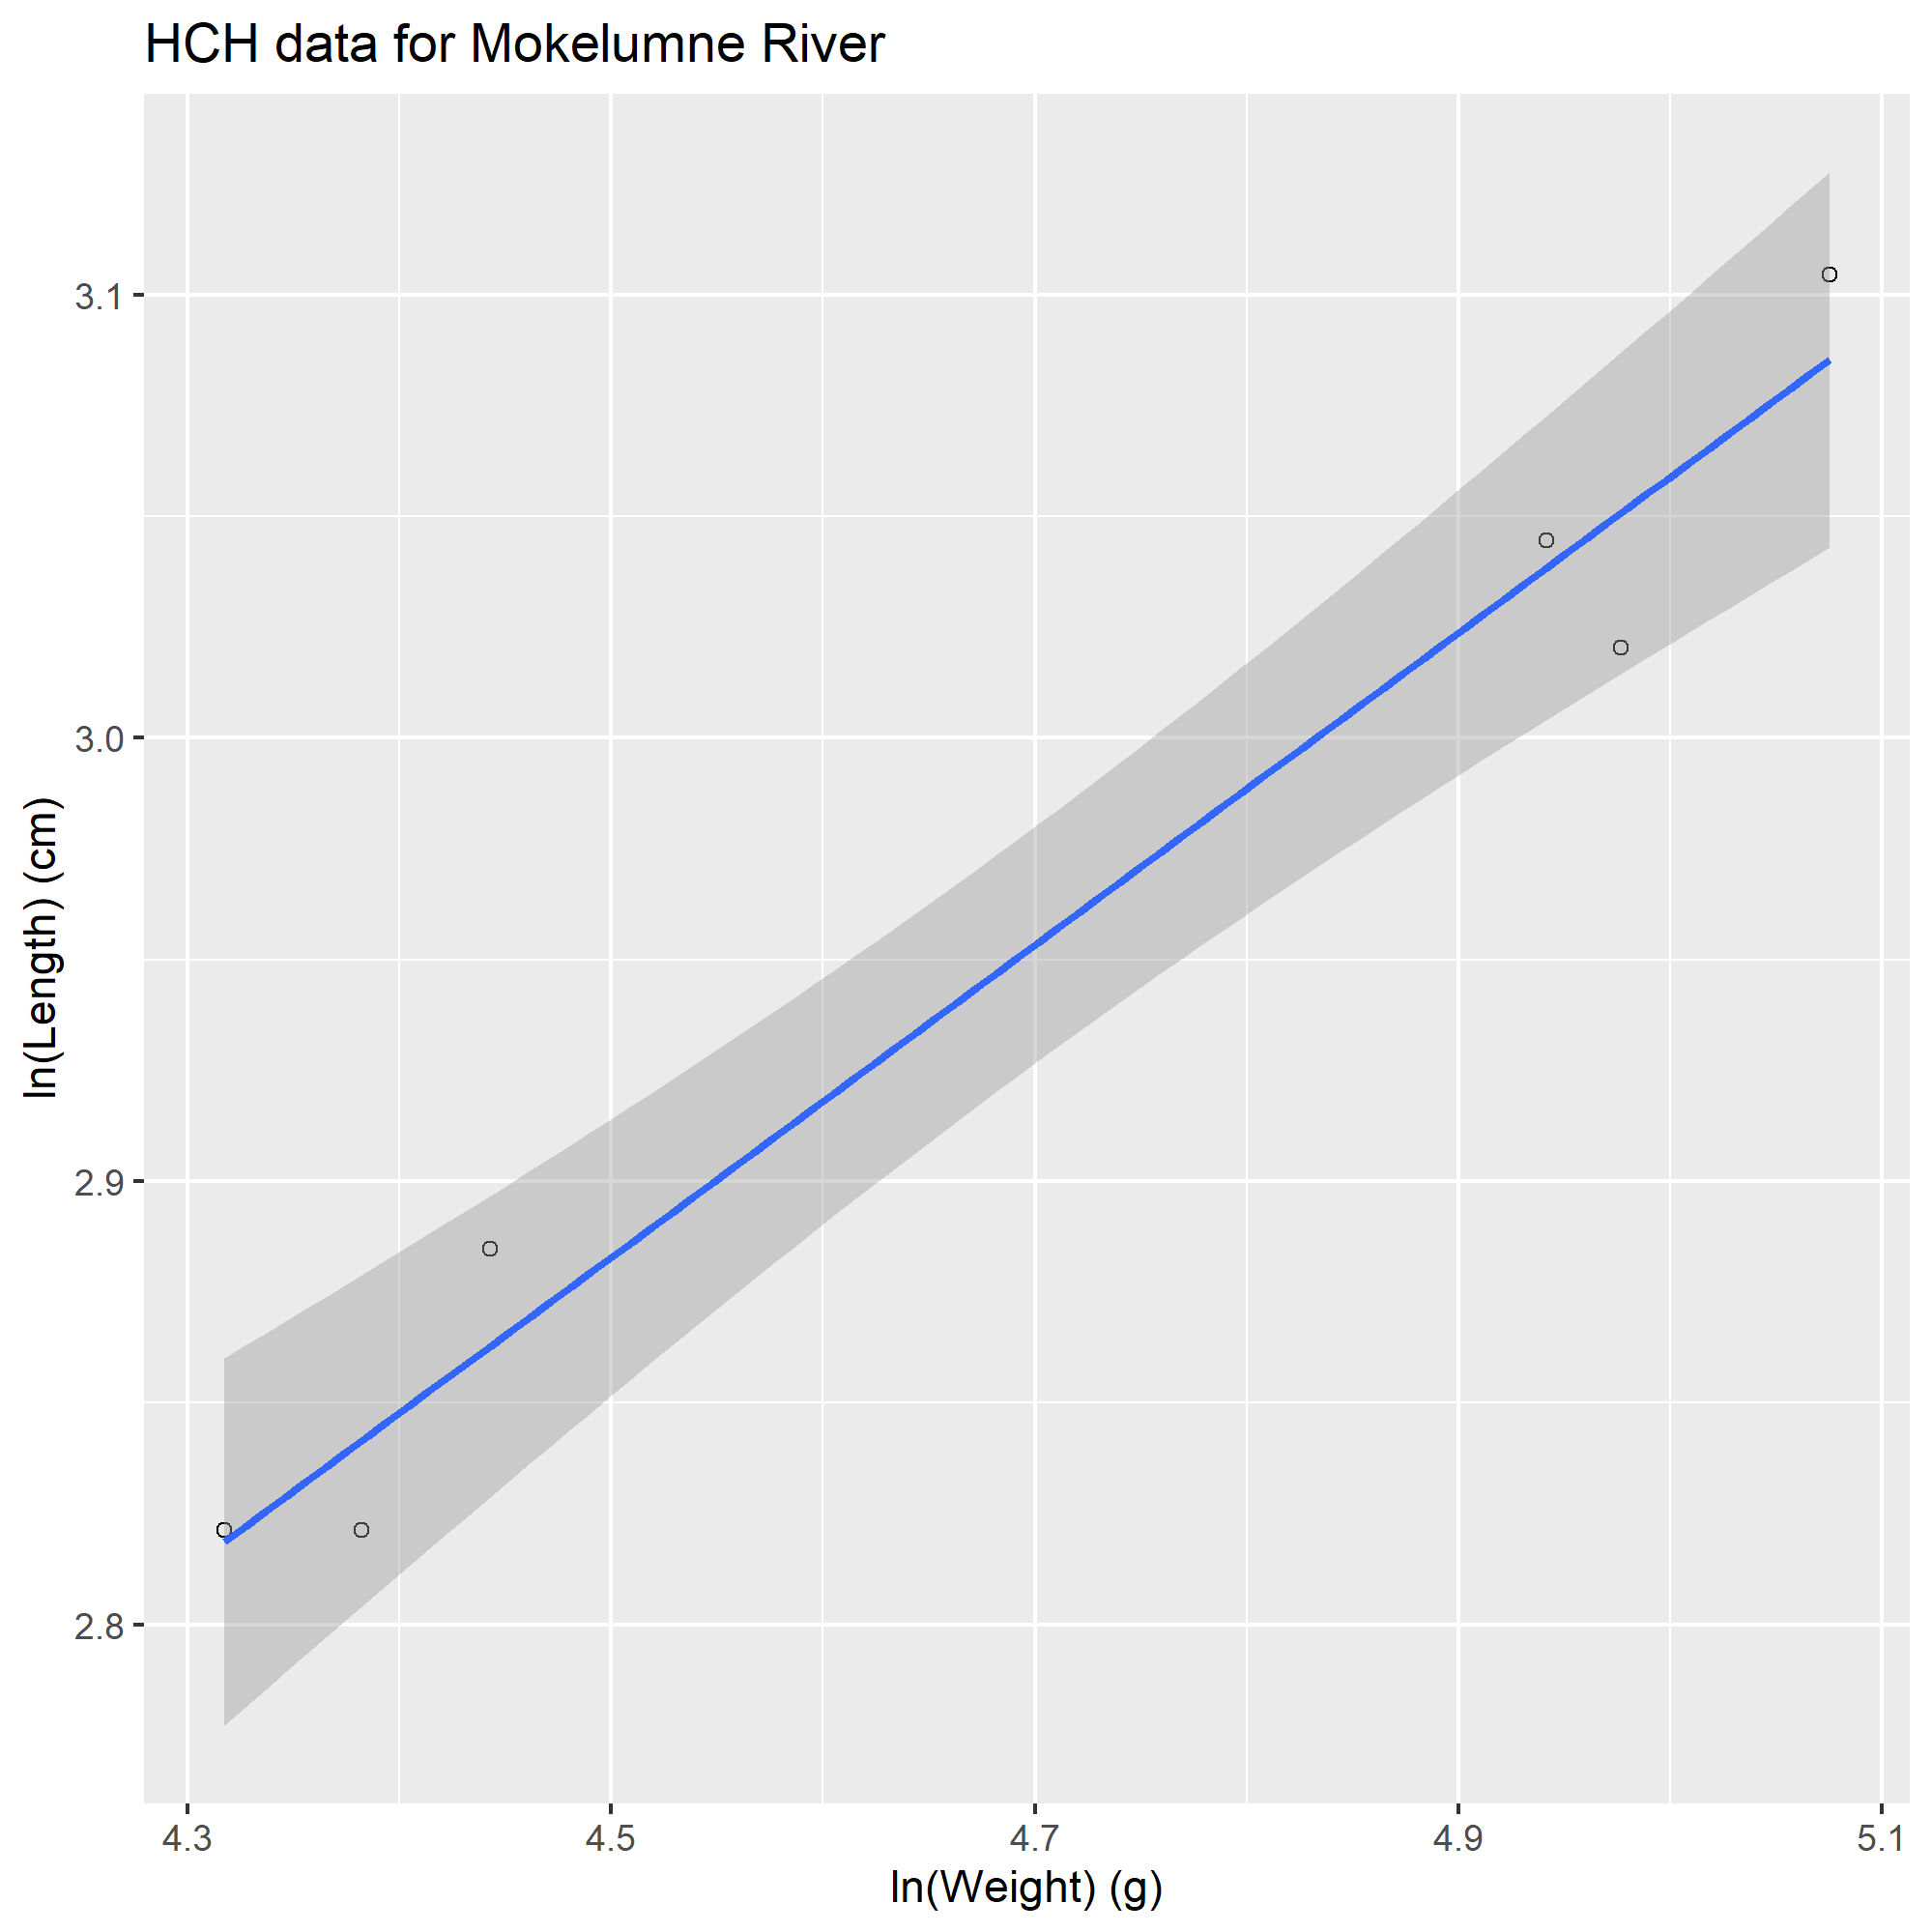 HCH data for Mokelumne River
3.1
3.0
2.9
2.8
ln(Length) (cm)
4.3 4.5 4.7 4.9 5.1
ln(Weight) (g)